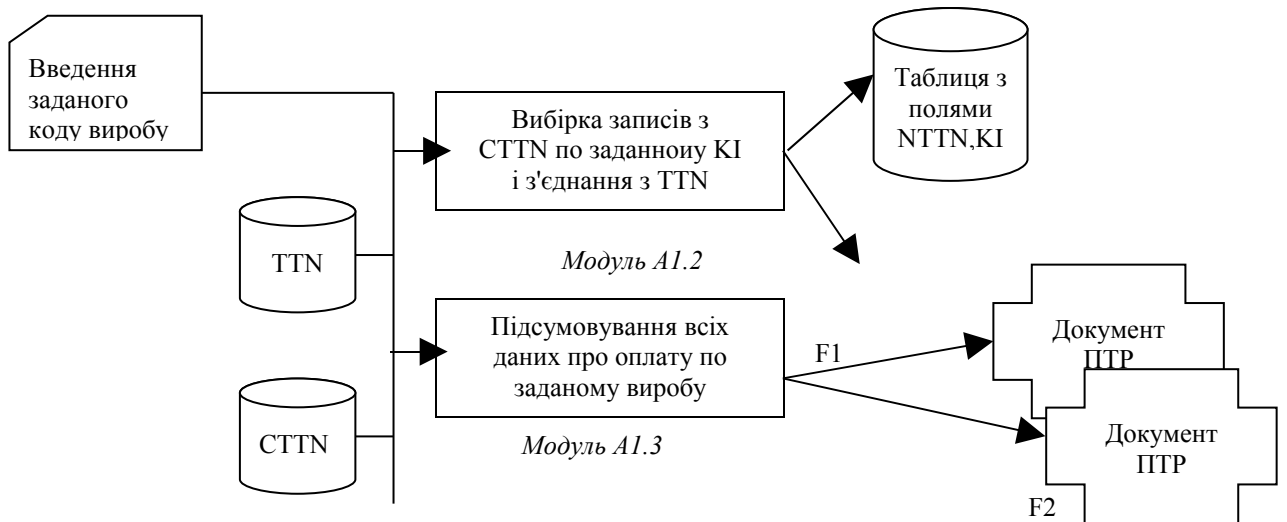 Введення
заданого
коду виробу
Вибірка записів з
CTTN по заданноиу KI
і з'єднання з TTN
Таблиця з
полями
NTTN,KI
TTN
Модуль А1.2
Підсумовування всіх
даних про оплату по
заданому виробу
F1
Документ
ПТР
CTTN
Модуль А1.3
Документ
ПТР
F2